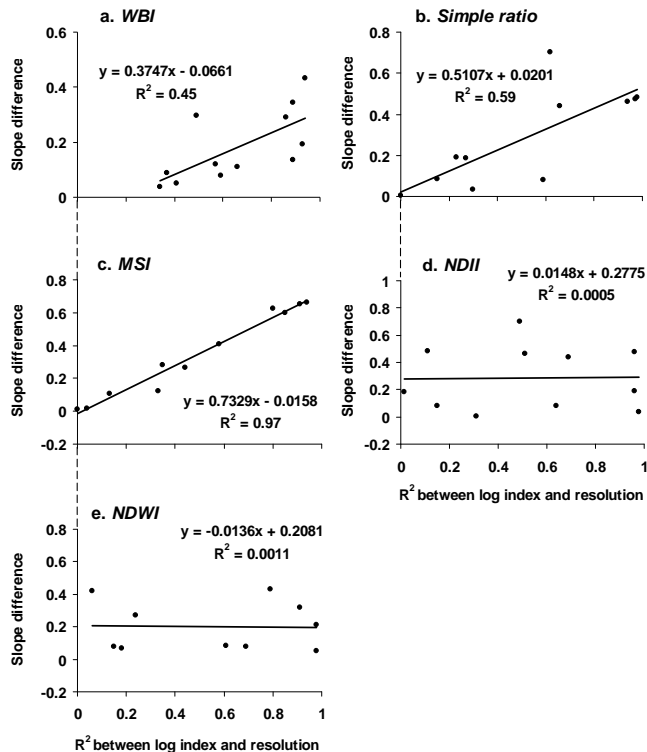 a. WBI
y = 0.3747x - 0.0661
R² = 0.45
Slope difference
0.6
0.4
0.2
0
b. Simple ratio
y = 0.5107x + 0.0201
R² = 0.59
Slope difference
0.8
0.6
0.4
0.2
0
c. MSI
y = 0.7329x - 0.0158
R² = 0.97
Slope difference
0.8
0.6
0.4
0.2
0
-0.2
d. NDII
y = 0.0148x + 0.2775
R² = 0.0005
Slope difference
1
0.8
0.6
0.4
0.2
0
-0.2
0 0.2 0.4 0.6 0.8 1
R² between log index and resolution
e. NDWI
y = -0.0136x + 0.2081
R² = 0.0011
Slope difference
0.8
0.6
0.4
0.2
0
-0.2
0 0.2 0.4 0.6 0.8 1
R² between log index and resolution